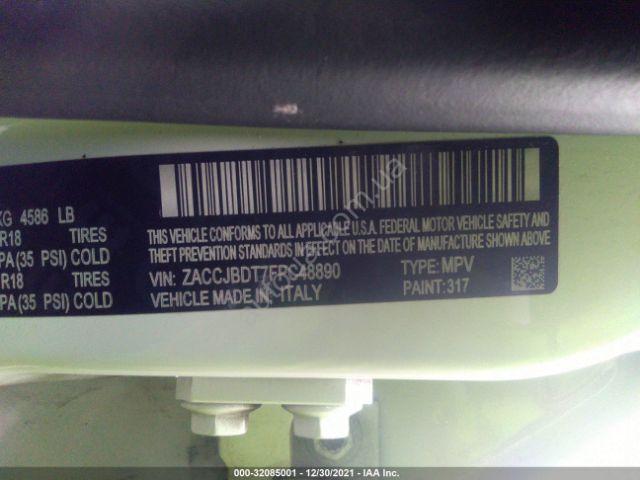 KG 4586 LB
R18 TIRES
PA(35 PSI) COLD
R18 TIRES
PA(35 PSI) COLD
THIS VEHICLE CONFORMS TO ALL APPLICABLE U.S.A. FEDERAL MOTOR VEHICLE SAFETY AND
THEFT PREVENTION STANDARDS IN EFFECT ON THE DATE OF MANUFACTURE SHOWN ABOVE.
VIN: ZACCJBDT7FPC48890 TYPE: MPV
VEHICLE MADE IN ITALY PAINT: 317
000-32085001 - 12/30/2021 - IAA Inc.